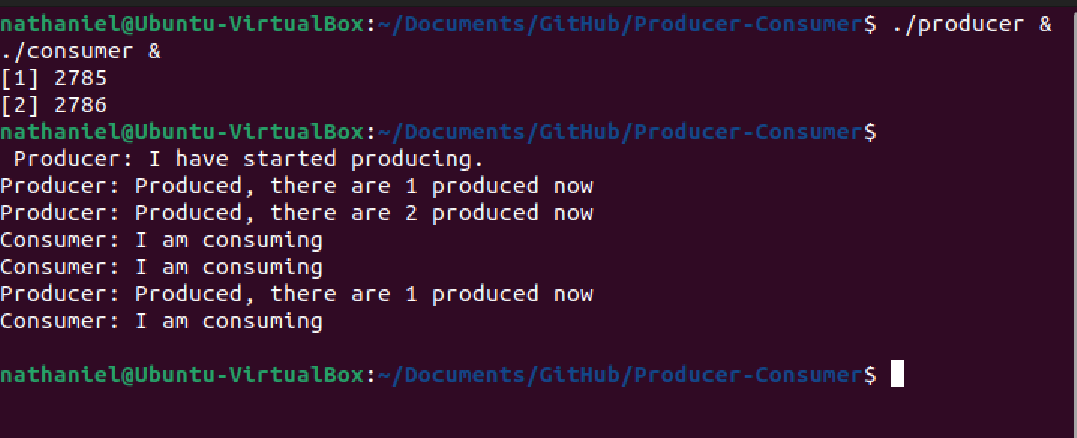 nathaniel@Ubuntu-VirtualBox:~/Documents/GitHub/Producer-Consumer$ ./producer &
./consumer &
[1] 2785
[2] 2786
nathaniel@Ubuntu-VirtualBox:~/Documents/GitHub/Producer-Consumer$
Producer: I have started producing.
Producer: Produced, there are 1 produced now
Producer: Produced, there are 2 produced now
Consumer: I am consuming
Consumer: I am consuming
Producer: Produced, there are 1 produced now
Consumer: I am consuming
nathaniel@Ubuntu-VirtualBox:~/Documents/GitHub/Producer-Consumer$